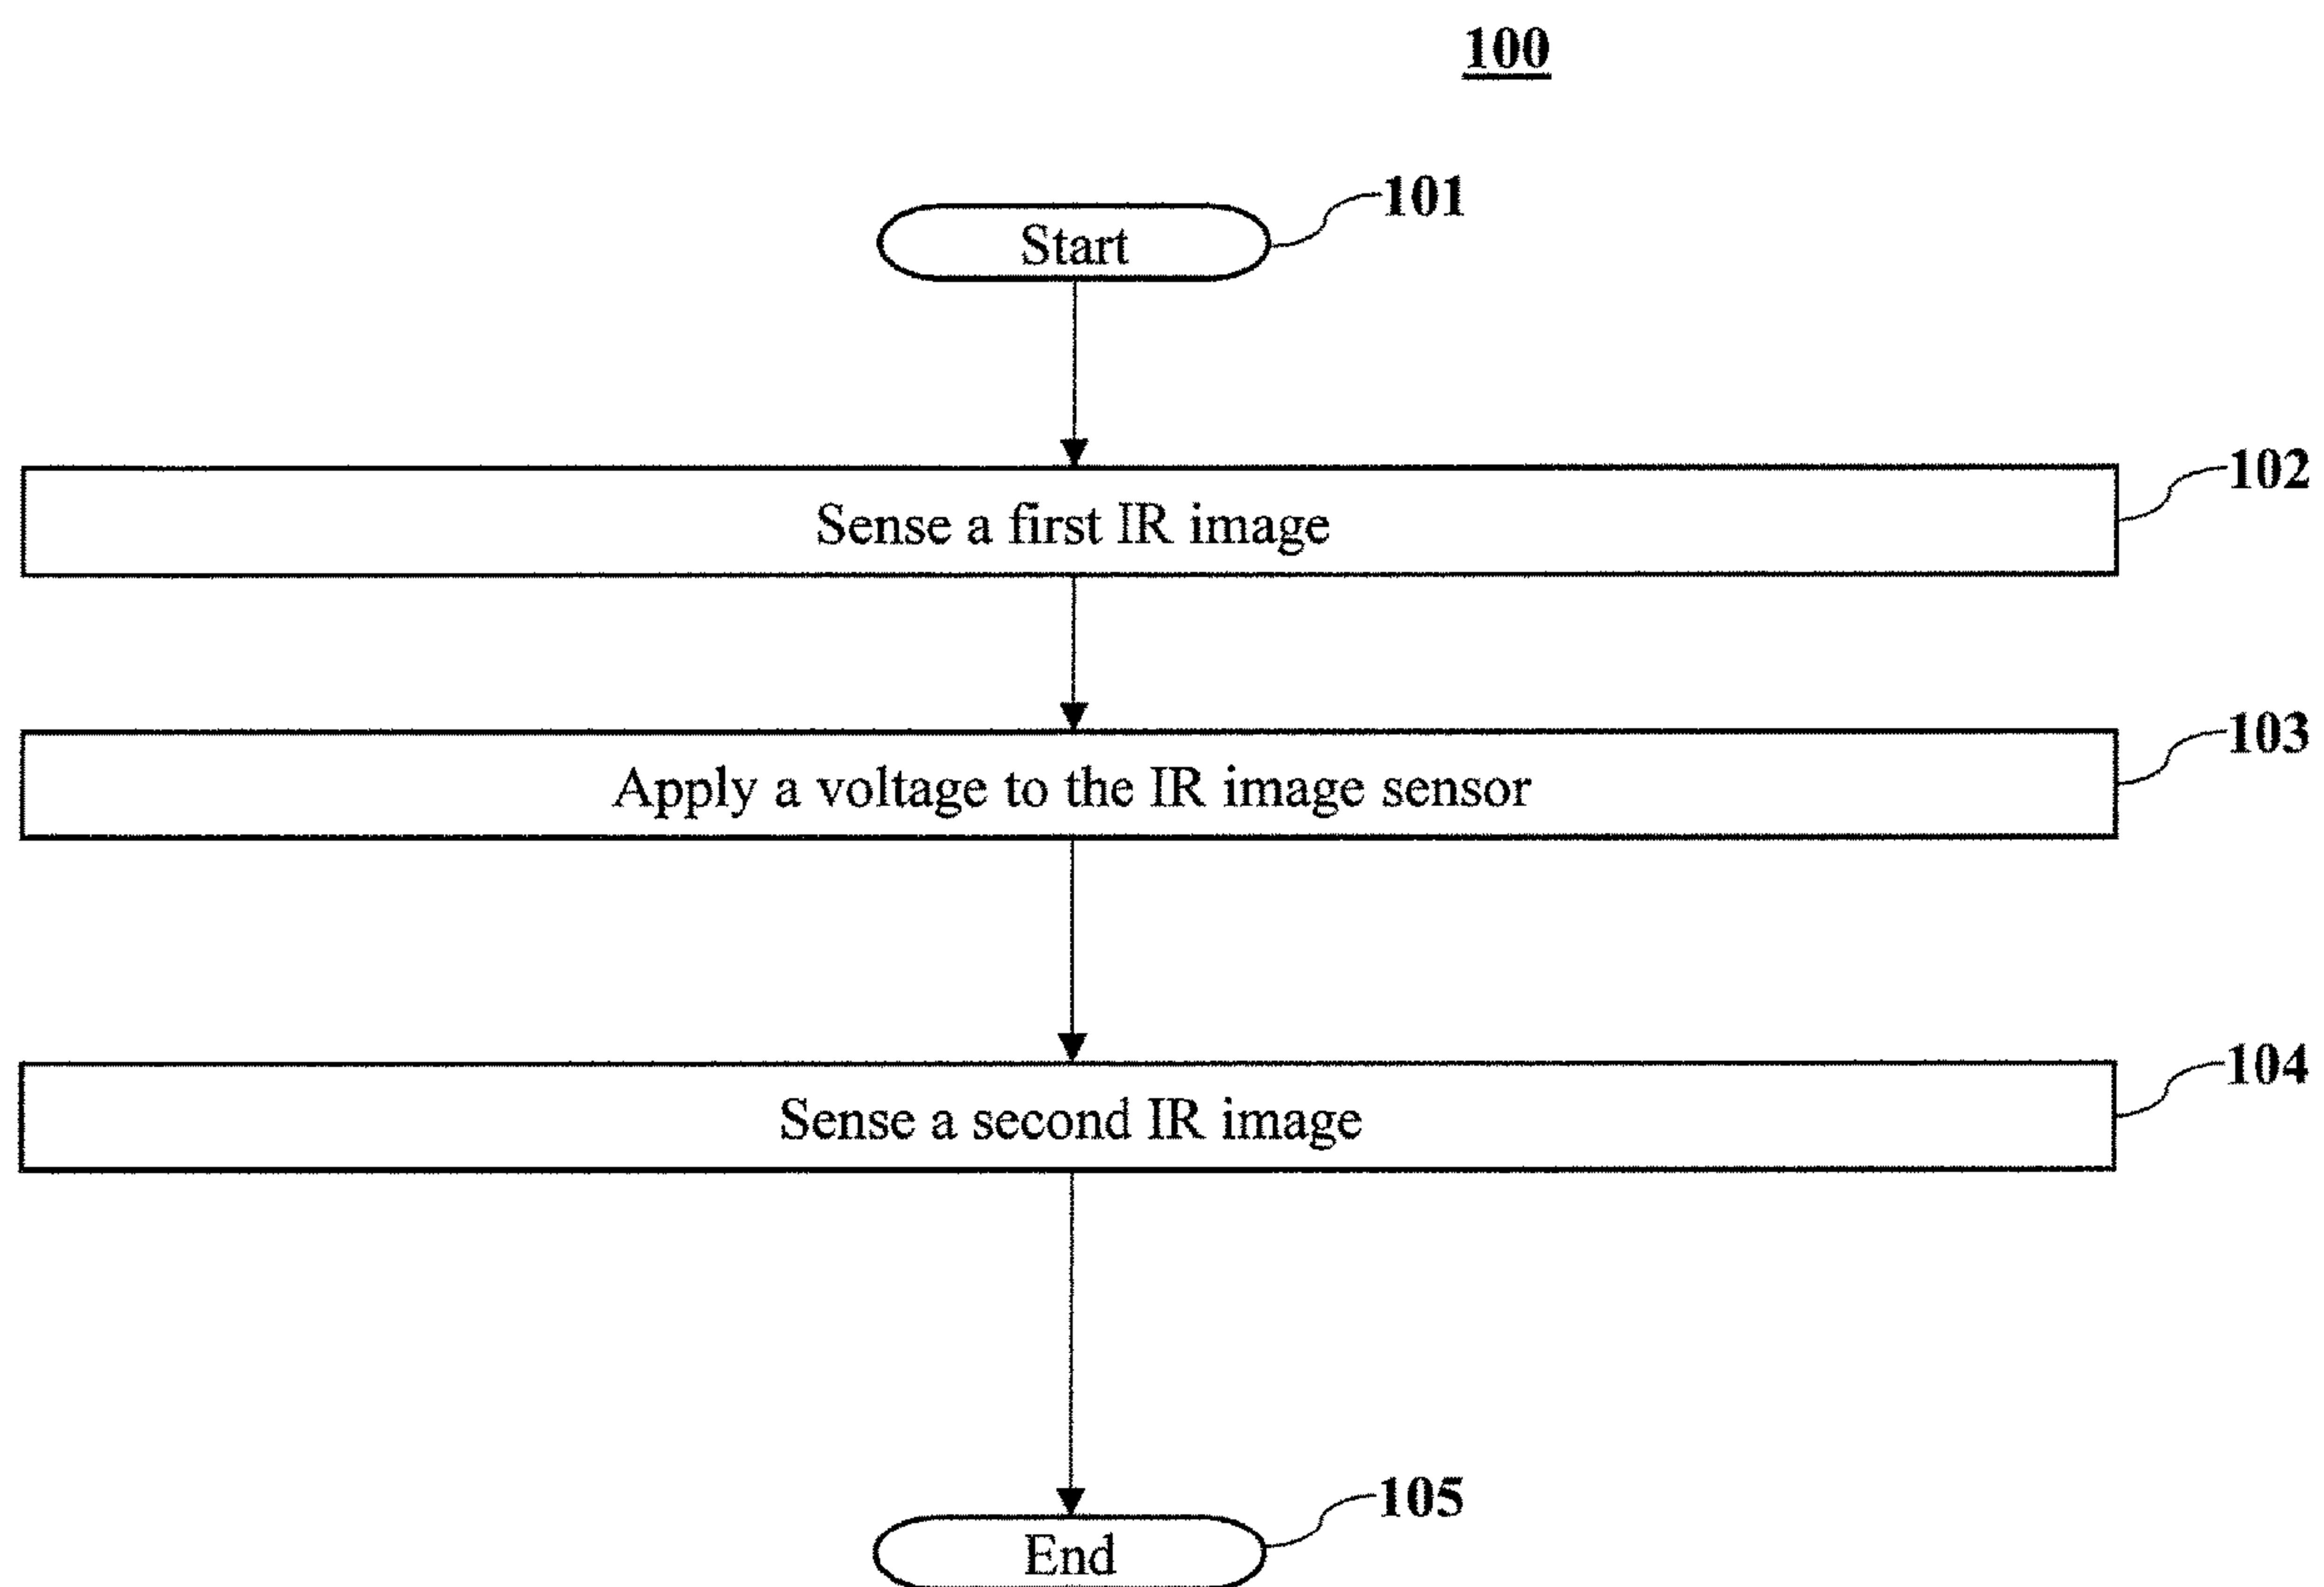 100
Start
101
Sense a first IR image
102
Apply a voltage to the IR image sensor
103
Sense a second IR image
104
End
105